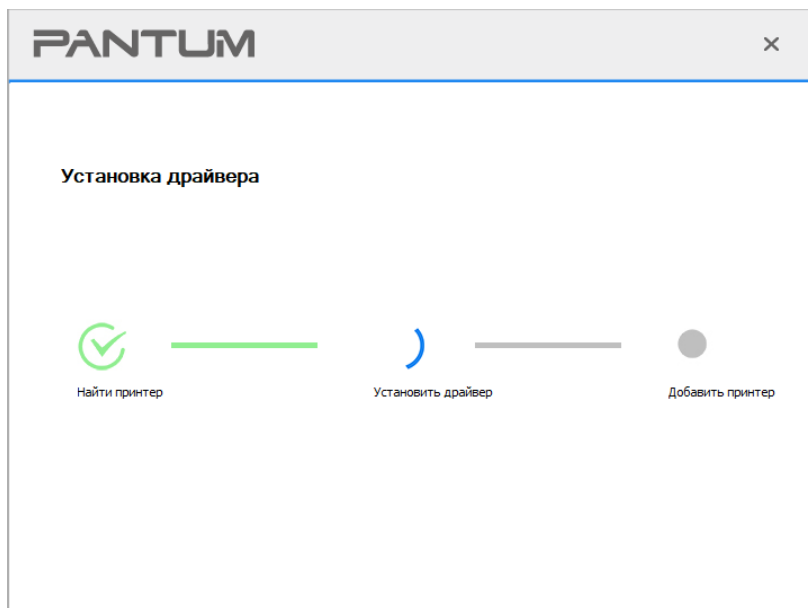 PANTUM
Установка драйвера
Найти принтер
Установить драйвер
Добавить принтер